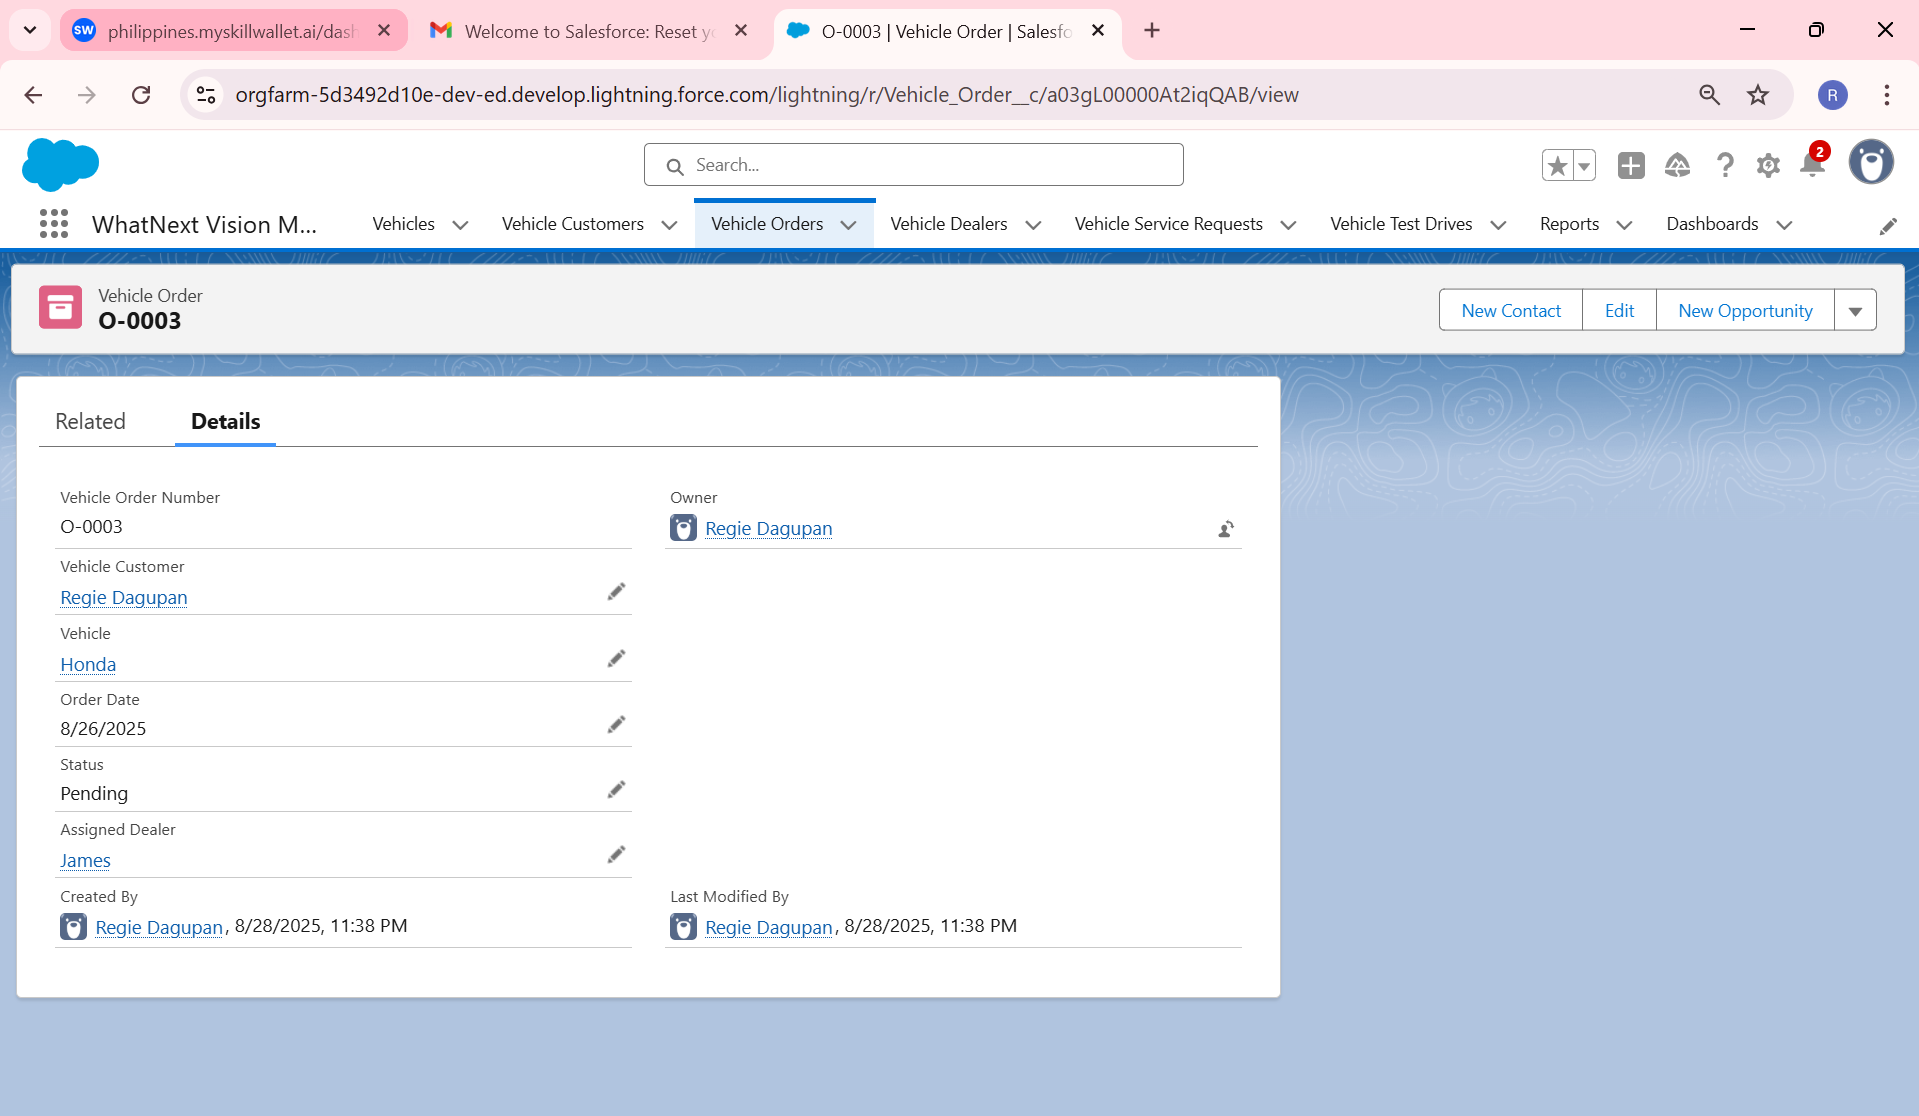 SW philippines.myskillwallet.ai/dash
Welcome to Salesforce: Reset yo
O-0003 | Vehicle Order | Salesfo
orgfarm-5d3492d10e-dev-ed.develop.lightning.force.com/lightning/r/Vehicle_Order__c/a03gL00000At2iqQAB/view
R
Search...
2
WhatNext Vision M...
Vehicles
Vehicle Customers
Vehicle Orders
Vehicle Dealers
Vehicle Service Requests
Vehicle Test Drives
Reports
Dashboards
Vehicle Order
O-0003
New Contact
Edit
New Opportunity
Related
Details
Vehicle Order Number
O-0003
Owner
Regie Dagupan
Vehicle Customer
Regie Dagupan
Vehicle
Honda
Order Date
8/26/2025
Status
Pending
Assigned Dealer
James
Created By
Regie Dagupan, 8/28/2025, 11:38 PM
Last Modified By
Regie Dagupan, 8/28/2025, 11:38 PM